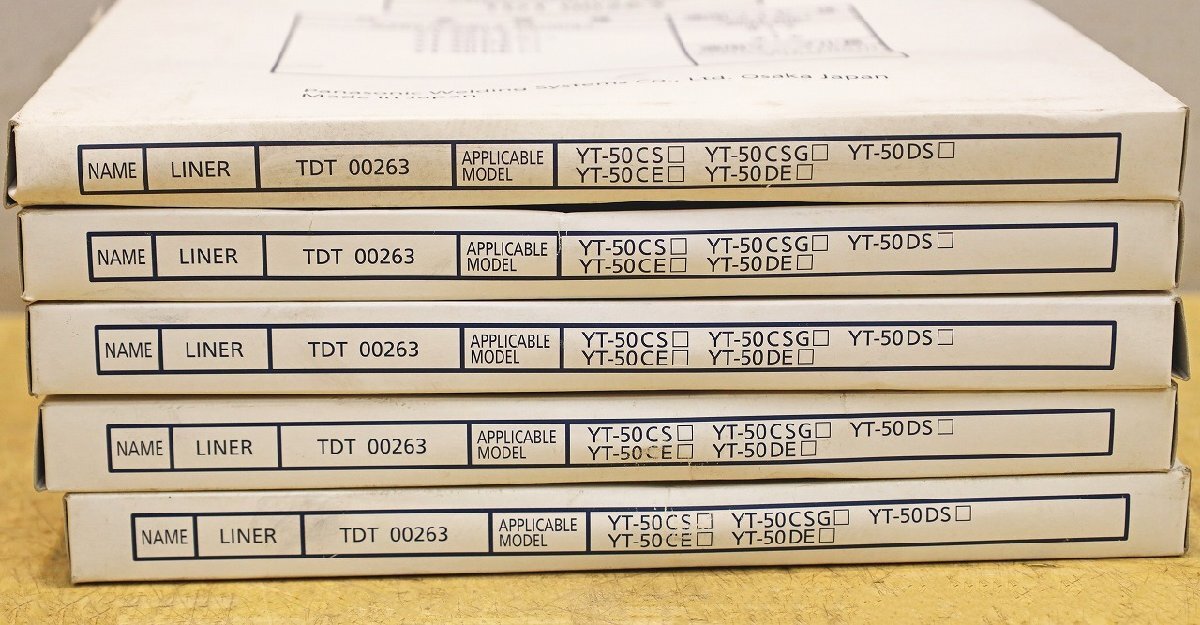 Panasonic Welding Systems Co., Ltd. Osaka Japan
Made in Japan
NAME LINER TDT 00263 APPLICABLE MODEL YT-50CS□ YT-50CSG□ YT-50DS□
YT-50CE□ YT-50DE□
NAME LINER TDT 00263 APPLICABLE MODEL YT-50CS□ YT-50CSG□ YT-50DS□
YT-50CE□ YT-50DE□
NAME LINER TDT 00263 APPLICABLE MODEL YT-50CS□ YT-50CSG□ YT-50DS□
YT-50CE□ YT-50DE□
NAME LINER TDT 00263 APPLICABLE MODEL YT-50CS□ YT-50CSG□ YT-50DS□
YT-50CE□ YT-50DE□
NAME LINER TDT 00263 APPLICABLE MODEL YT-50CS□ YT-50CSG□ YT-50DS□
YT-50CE□ YT-50DE□